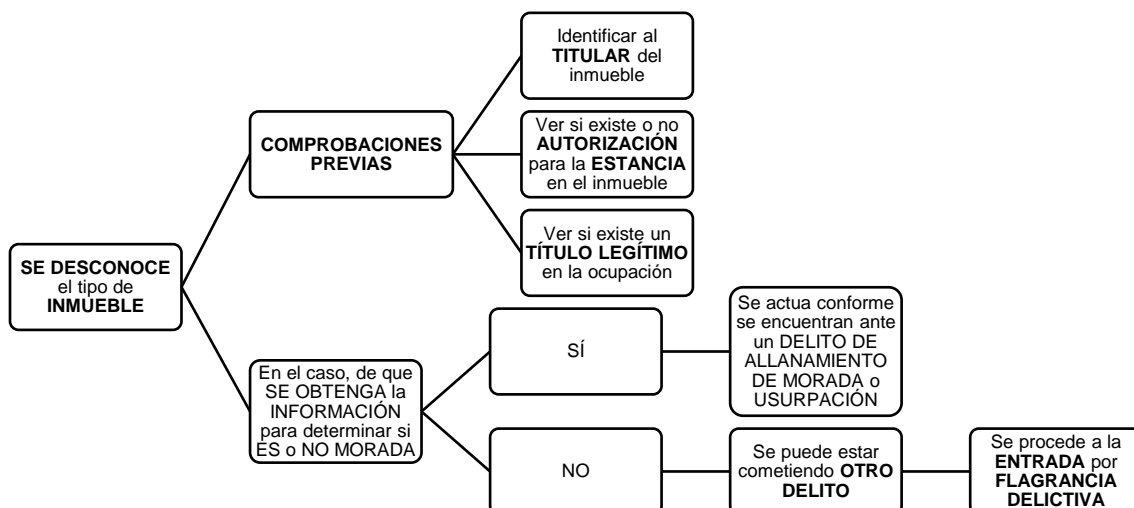 SE DESCONOCE
el tipo de
INMUEBLE
COMPROBACIONES
PREVIAS
Identificar al
TITULAR del
inmueble
Ver si existe o no
AUTORIZACIÓN
para la ESTANCIA
en el inmueble
Ver si existe un
TÍTULO LEGÍTIMO
en la ocupación
En el caso, de que
SE OBTENGA la
INFORMACIÓN
para determinar si
ES o NO MORADA
SÍ
Se actua conforme
se encuentran ante
un DELITO DE
ALLANAMIENTO
DE MORADA o
USURPACIÓN
NO
Se puede estar
cometiendo OTRO
DELITO
Se procede a la
ENTRADA por
FLAGRANCIA
DELICTIVA